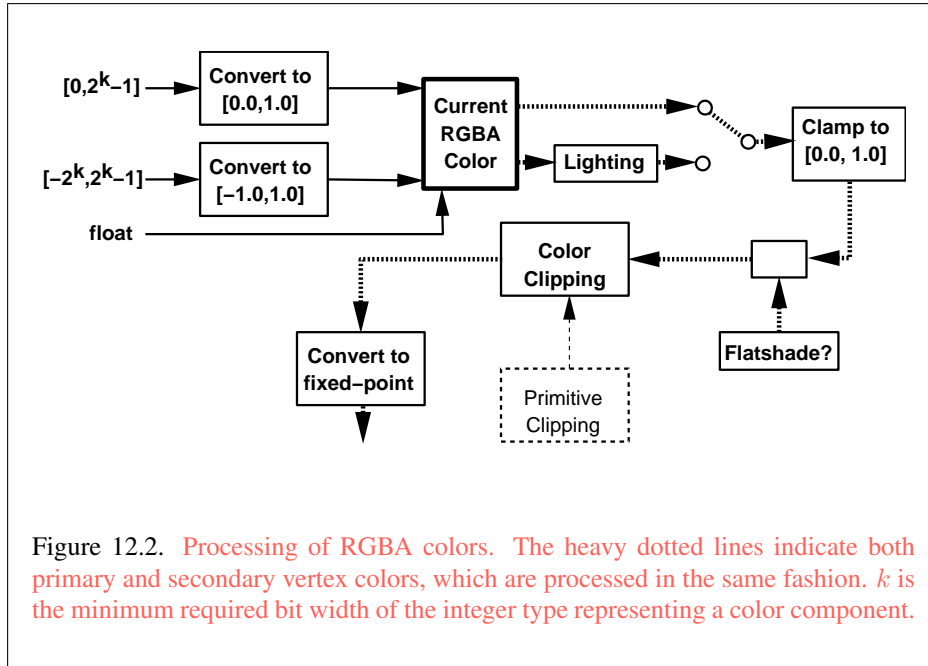 [0,2^k−1]
Convert to
[0.0,1.0]
Current
RGBA
Color
Clamp to
[0.0, 1.0]
[−2^k,2^k−1]
Convert to
[−1.0,1.0]
Lighting
float
Color
Clipping
Flatshade?
Convert to
fixed−point
Primitive
Clipping
Figure 12.2. Processing of RGBA colors. The heavy dotted lines indicate both
primary and secondary vertex colors, which are processed in the same fashion. k is
the minimum required bit width of the integer type representing a color component.